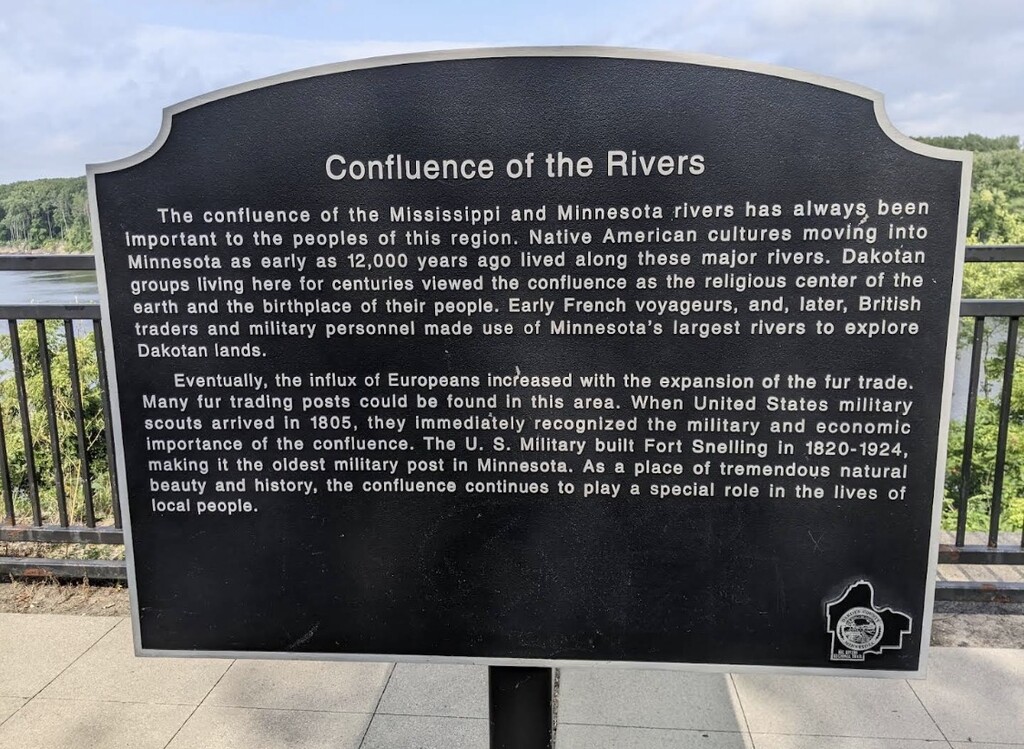 Confluence of the Rivers
The confluence of the Mississippi and Minnesota rivers has always been
important to the peoples of this region. Native American cultures moving into
Minnesota as early as 12,000 years ago lived along these major rivers. Dakotan
groups living here for centuries viewed the confluence as the religious center of the
earth and the birthplace of their people. Early French voyageurs, and, later, British
traders and military personnel made use of Minnesota's largest rivers to explore
Dakotan lands.
Eventually, the influx of Europeans increased with the expansion of the fur trade.
Many fur trading posts could be found in this area. When United States military
scouts arrived in 1805, they immediately recognized the military and economic
importance of the confluence. The U. S. Military built Fort Snelling in 1820-1924,
making it the oldest military post in Minnesota. As a place of tremendous natural
beauty and history, the confluence continues to play a special role in the lives of
local people.